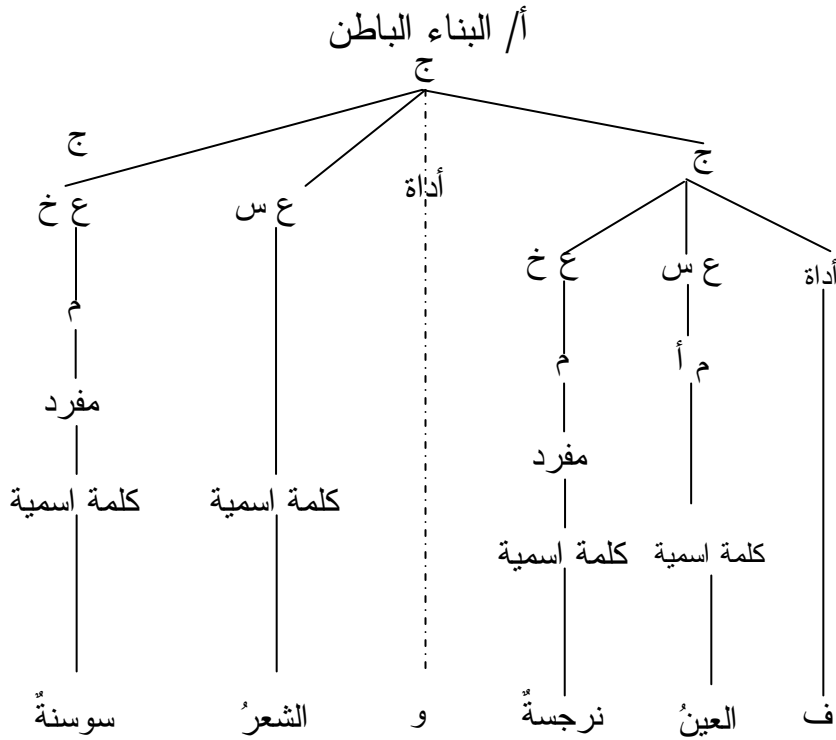 أ/ البناء الباطن
ج
ج
ج
أداة
ع س
ع خ
أداة
ع س
ع خ
م
م أ
م
مفرد
مفرد
كلمة اسمية
كلمة اسمية
كلمة اسمية
كلمة اسمية
ف
العينُ
نرجسةٌ
و
الشعرُ
سوسنةٌ